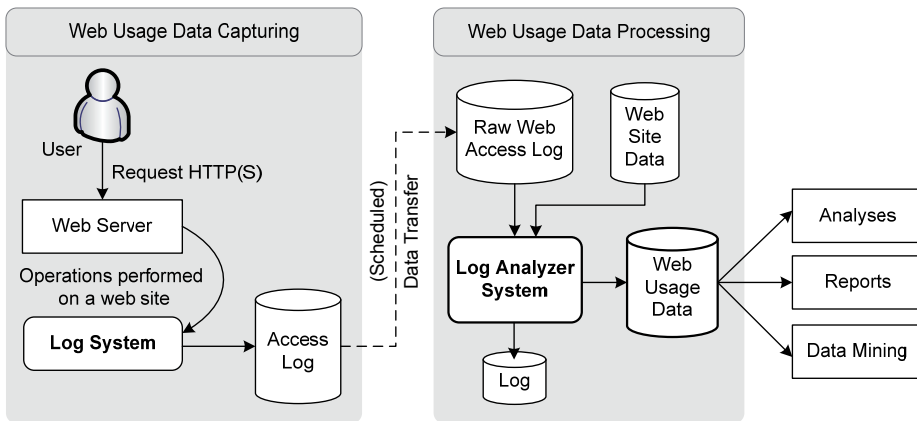 Web Usage Data Capturing
User
Request HTTP(S)
Web Server
Operations performed
on a web site
Log System
Access
Log
(Scheduled)
Data Transfer
Web Usage Data Processing
Raw Web
Access Log
Web
Site
Data
Log Analyzer
System
Log
Web
Usage
Data
Analyses
Reports
Data Mining